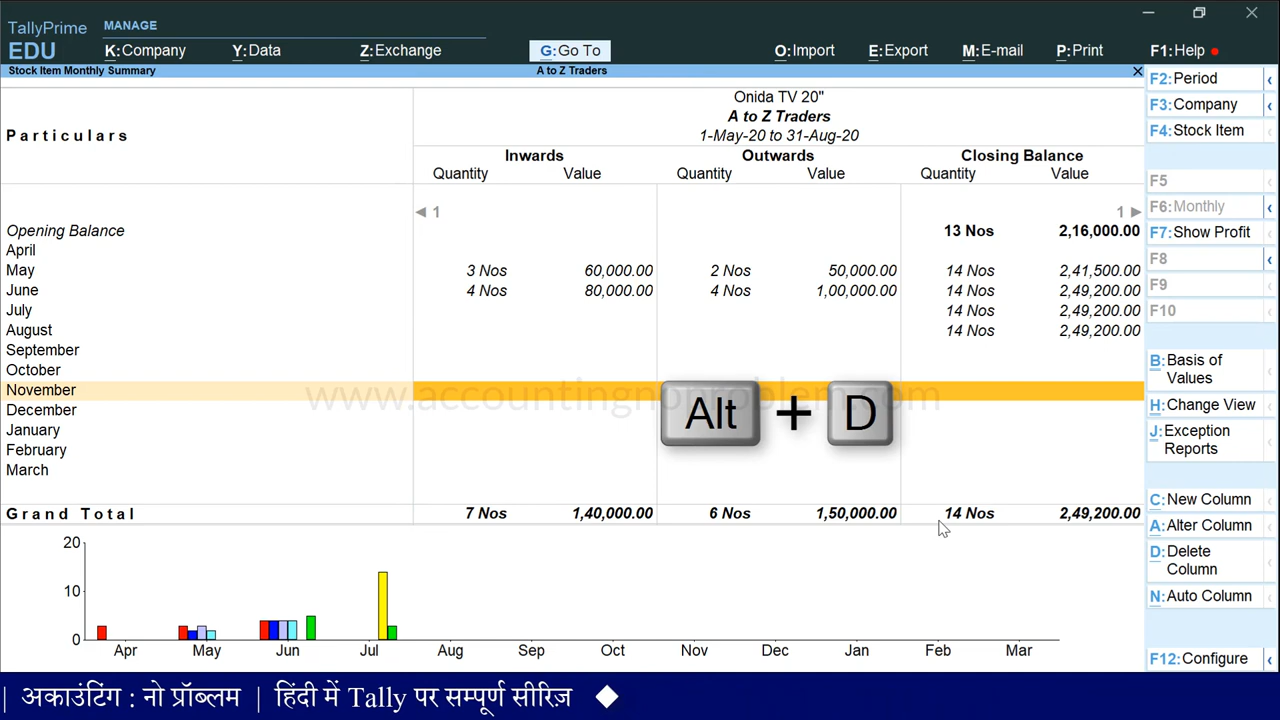 TallyPrime MANAGE
EDU K:Company Y:Data Z:Exchange G:Go To O:Import E:Export M:E-mail P:Print F1:Help
Stock Item Monthly Summary A to Z Traders
F2:Period
F3:Company
F4:Stock Item
F5
F6:Monthly
F7:Show Profit
F8
F9
F10
B:Basis of
Values
H:Change View
J:Exception
Reports
C:New Column
A:Alter Column
D:Delete
Column
N:Auto Column
F12:Configure
Onida TV 20"
A to Z Traders
1-May-20 to 31-Aug-20
Particulars
Inwards Outwards Closing Balance
Quantity Value Quantity Value Quantity Value
◀ 1 1 ▶
Opening Balance 13 Nos 2,16,000.00
April
May 3 Nos 60,000.00 2 Nos 50,000.00 14 Nos 2,41,500.00
June 4 Nos 80,000.00 4 Nos 1,00,000.00 14 Nos 2,49,200.00
July 14 Nos 2,49,200.00
August 14 Nos 2,49,200.00
September
October
November
www.accountingnoproblem.com
December
January
February
March
Alt + D
Grand Total 7 Nos 1,40,000.00 6 Nos 1,50,000.00 14 Nos 2,49,200.00
20
10
0
Apr May Jun Jul Aug Sep Oct Nov Dec Jan Feb Mar
| अकाउंटिंग : नो प्रॉब्लम | हिंदी में Tally पर सम्पूर्ण सीरिज़